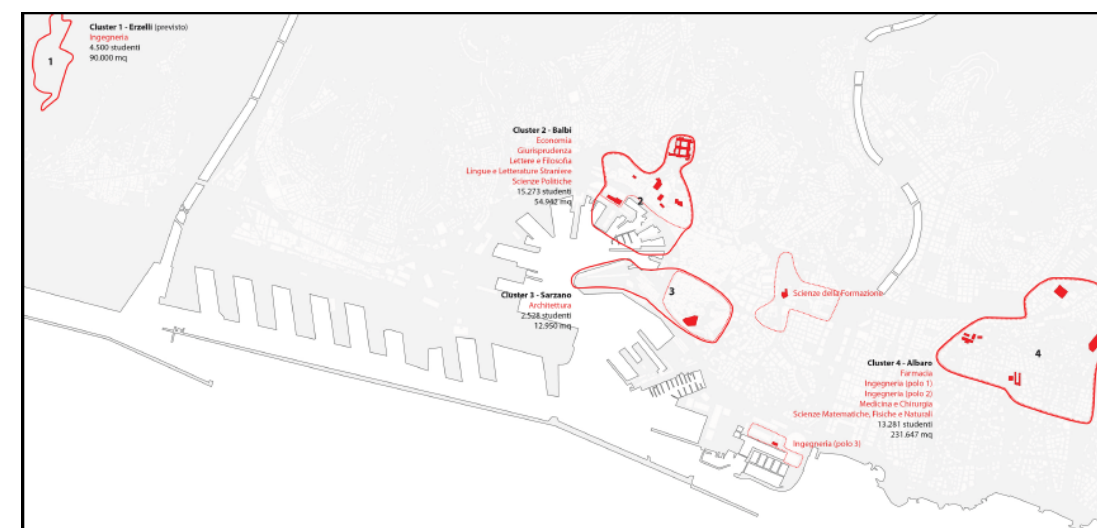 Cluster 1 - Erzelli (previsto)
Ingegneria
4.500 studenti
90.000 mq
1
Cluster 2 - Balbi
Economia
Giurisprudenza
Lettere e Filosofia
Lingue e Letterature Straniere
Scienze Politiche
15.273 studenti
54.942 mq
2
Cluster 3 - Sarzano
Architettura
2.528 studenti
12.950 mq
3
Scienze della Formazione
Cluster 4 - Albaro
Farmacia
Ingegneria (polo 1)
Ingegneria (polo 2)
Medicina e Chirurgia
Scienze Matematiche, Fisiche e Naturali
13.281 studenti
231.647 mq
4
Ingegneria (polo 3)